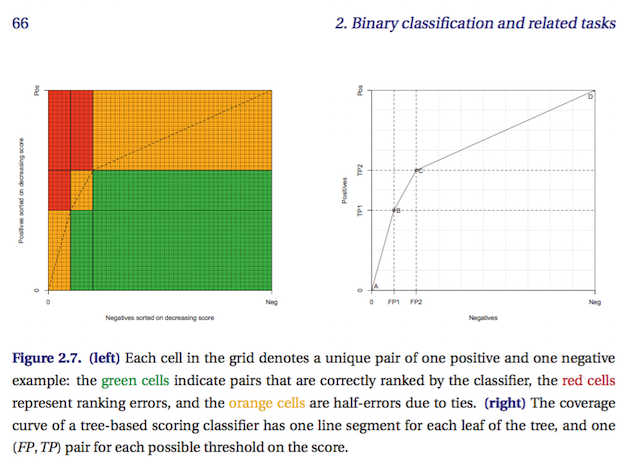 66
2. Binary classification and related tasks
Pos
Positives sorted on decreasing score
0
0
Neg
Negatives sorted on decreasing score
Pos
TP2
Positives
TP1
0
A
B
C
D
0
FP1
FP2
Neg
Negatives
Figure 2.7. (left) Each cell in the grid denotes a unique pair of one positive and one negative
example: the green cells indicate pairs that are correctly ranked by the classifier, the red cells
represent ranking errors, and the orange cells are half-errors due to ties. (right) The coverage
curve of a tree-based scoring classifier has one line segment for each leaf of the tree, and one
(FP, TP) pair for each possible threshold on the score.